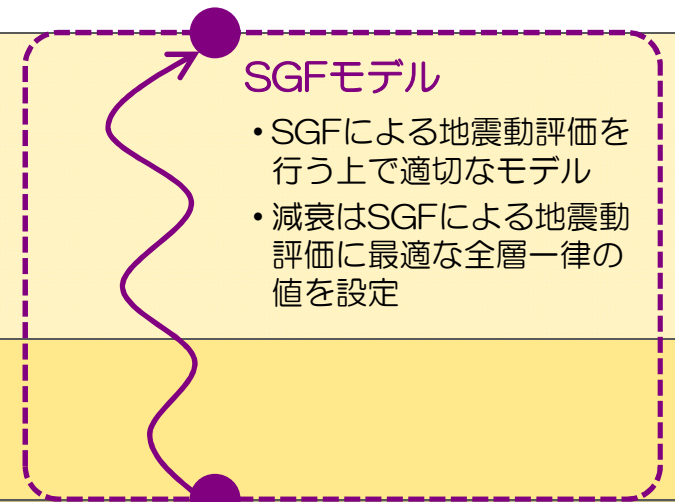 SGFモデル
・SGFによる地震動評価を
行う上で適切なモデル
・減衰はSGFによる地震動
評価に最適な全層一律の
値を設定